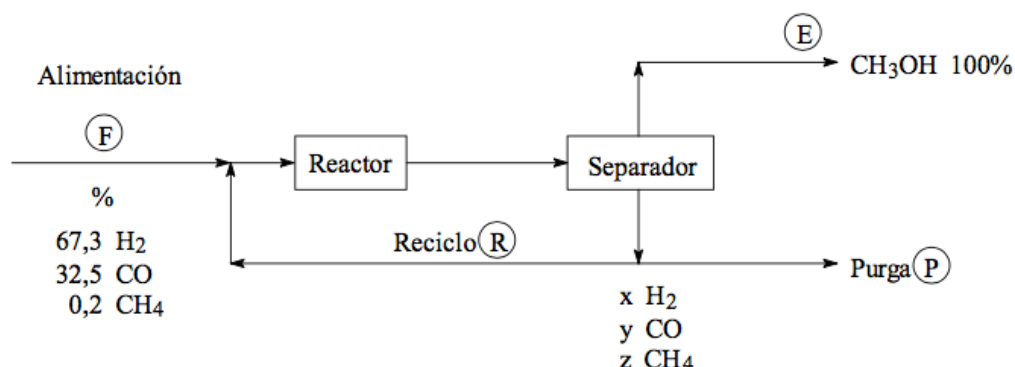 Alimentación
F
%
67,3 H₂
32,5 CO
0,2 CH₄
Reactor
Separador
E
CH₃OH 100%
Reciclo R
Purga P
x H₂
y CO
z CH₄